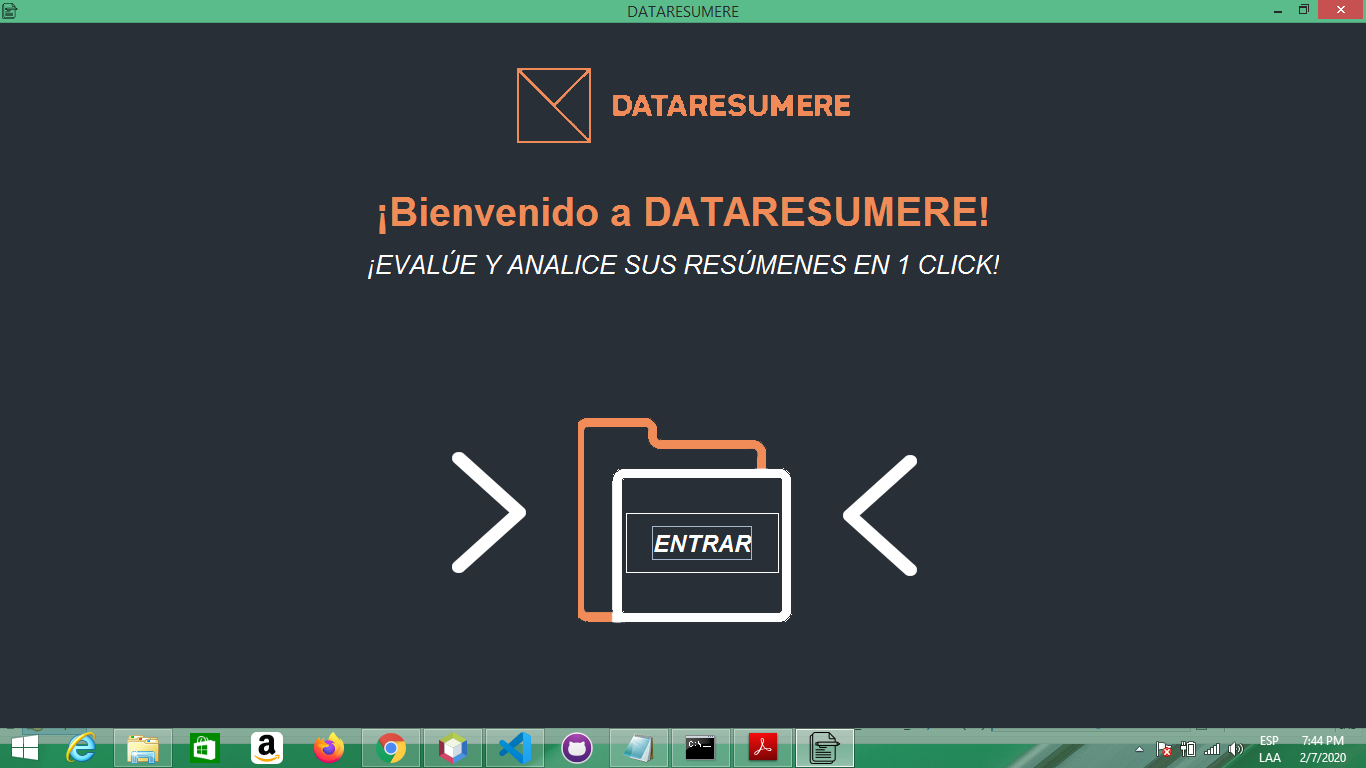 DATARESUMERE
DATARESUMERE
¡Bienvenido a DATARESUMERE!
¡EVALÚE Y ANALICE SUS RESÚMENES EN 1 CLICK!
ENTRAR
C:\_
ESP
7:44 PM
LAA
2/7/2020